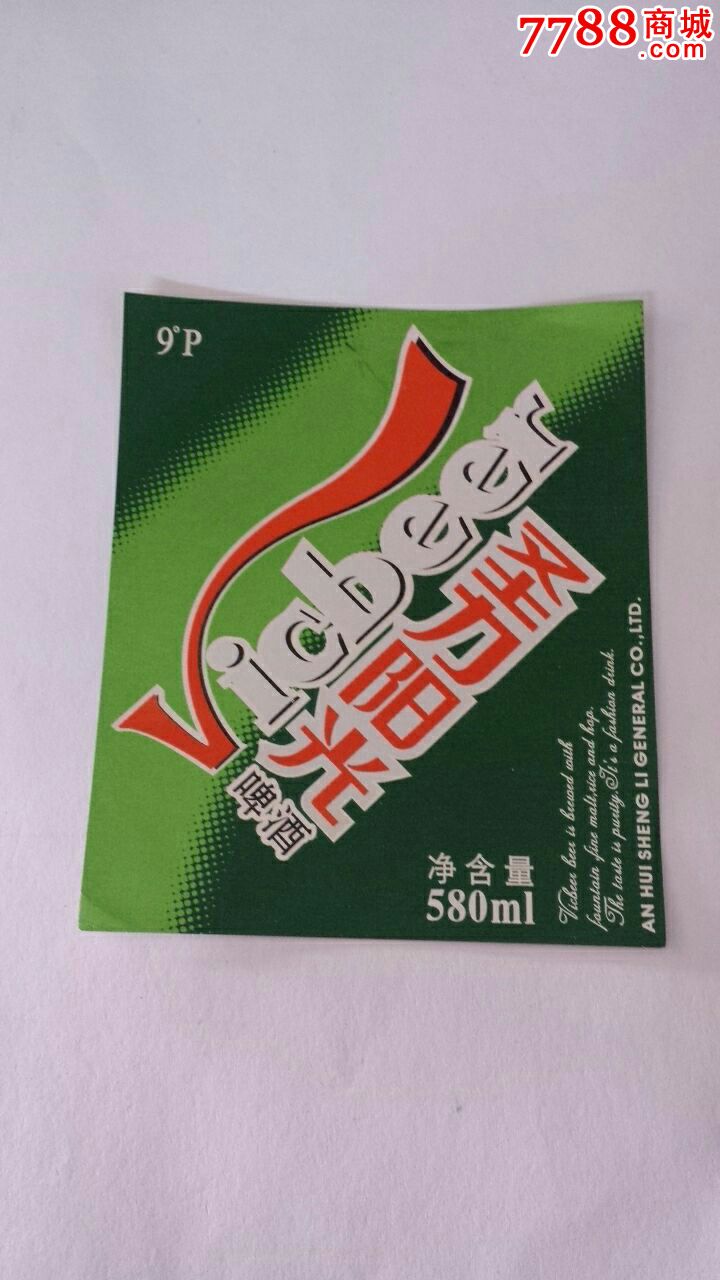 7788商城
.com
9°P
Vicbeer
劲阳光
啤酒
净含量
580ml
Vicbeer beer is brewed with
fountain fine malt,rice and hop.
The taste is purity.It's a fashion drink.
AN HUI SHENG LI GENERAL CO.,LTD.